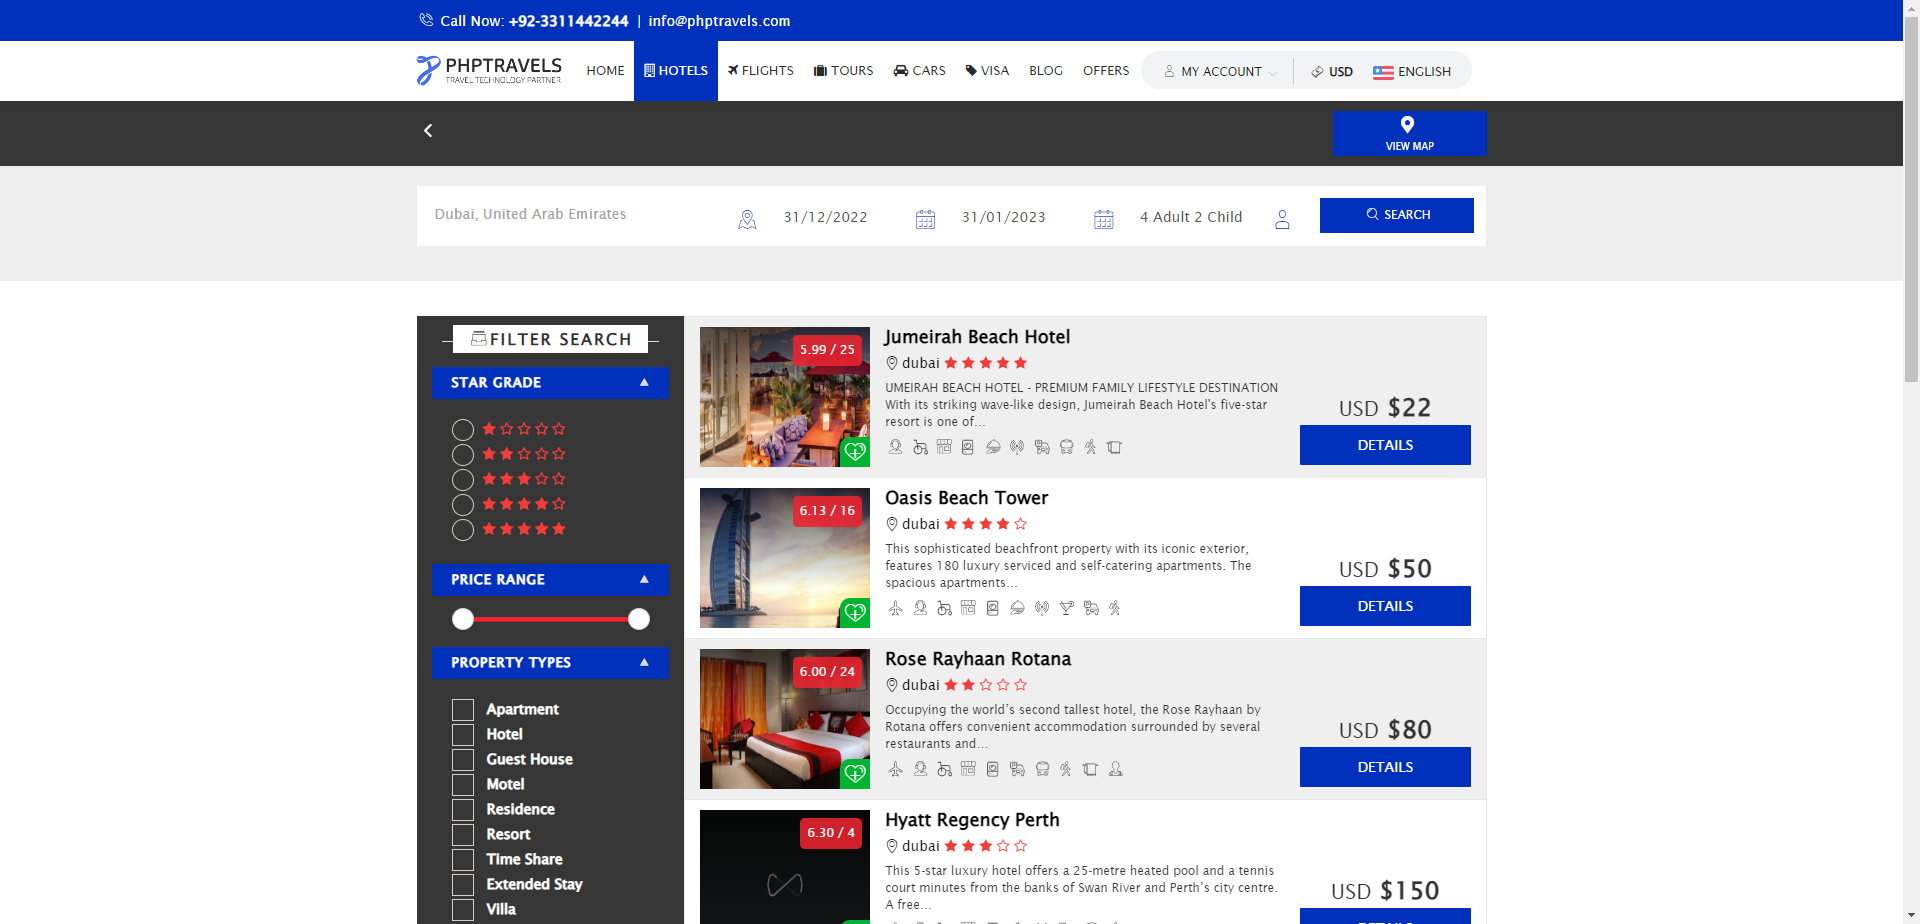 Call Now: +92-3311442244 | info@phptravels.com
PHPTRAVELS
TRAVEL TECHNOLOGY PARTNER
HOME HOTELS FLIGHTS TOURS CARS VISA BLOG OFFERS MY ACCOUNT USD ENGLISH
VIEW MAP
Dubai, United Arab Emirates 31/12/2022 31/01/2023 4 Adult 2 Child SEARCH
FILTER SEARCH
STAR GRADE
PRICE RANGE
PROPERTY TYPES
Apartment
Hotel
Guest House
Motel
Residence
Resort
Time Share
Extended Stay
Villa
5.99 / 25
Jumeirah Beach Hotel
dubai
UMEIRAH BEACH HOTEL - PREMIUM FAMILY LIFESTYLE DESTINATION
With its striking wave-like design, Jumeirah Beach Hotel's five-star
resort is one of...
USD $22
DETAILS
6.13 / 16
Oasis Beach Tower
dubai
This sophisticated beachfront property with its iconic exterior,
features 180 luxury serviced and self-catering apartments. The
spacious apartments...
USD $50
DETAILS
6.00 / 24
Rose Rayhaan Rotana
dubai
Occupying the world’s second tallest hotel, the Rose Rayhaan by
Rotana offers convenient accommodation surrounded by several
restaurants and...
USD $80
DETAILS
6.30 / 4
Hyatt Regency Perth
dubai
This 5-star luxury hotel offers a 25-metre heated pool and a tennis
court minutes from the banks of Swan River and Perth’s city centre.
A free...
USD $150